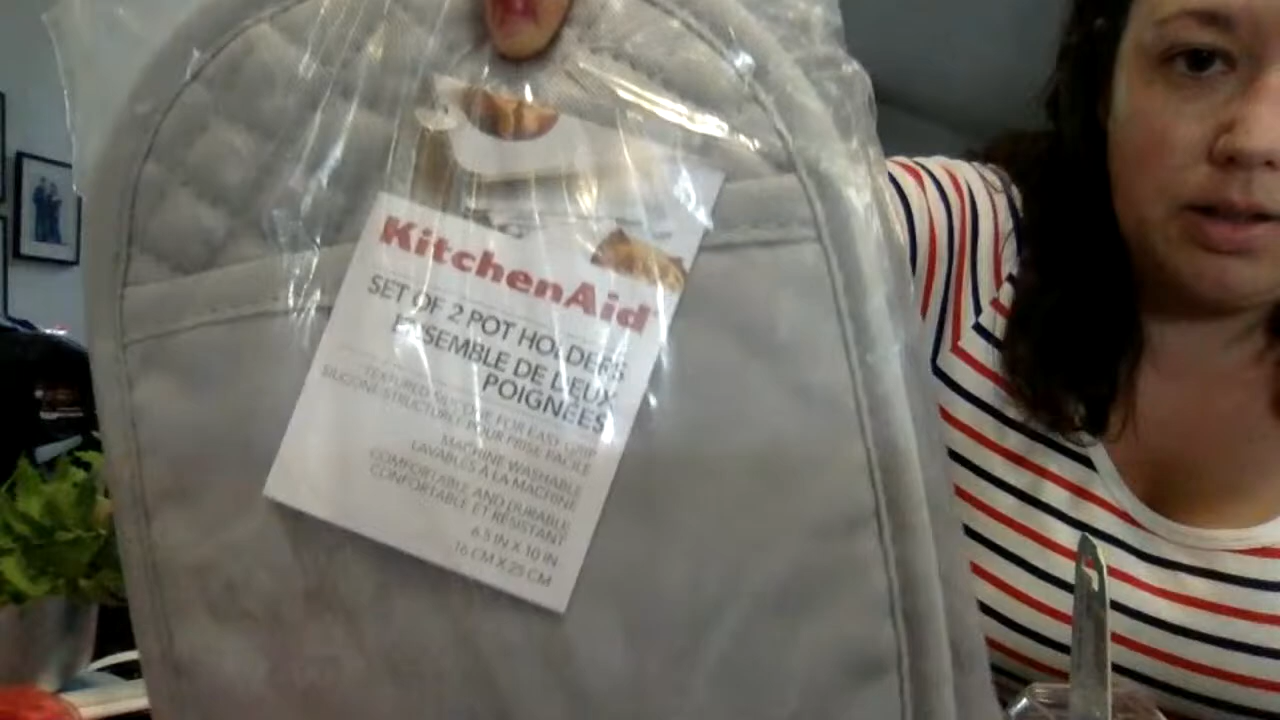 KitchenAid
SET OF 2 POT HOLDERS
ENSEMBLE DE DEUX
POIGNÉES
TEXTURED SILICONE FOR EASY GRIP
SILICONE STRUCTURÉ POUR PRISE FACILE
MACHINE WASHABLE
LAVABLES À LA MACHINE
COMFORTABLE AND DURABLE
CONFORTABLE ET RÉSISTANT
6.5 IN X 10 IN
16 CM X 25 CM